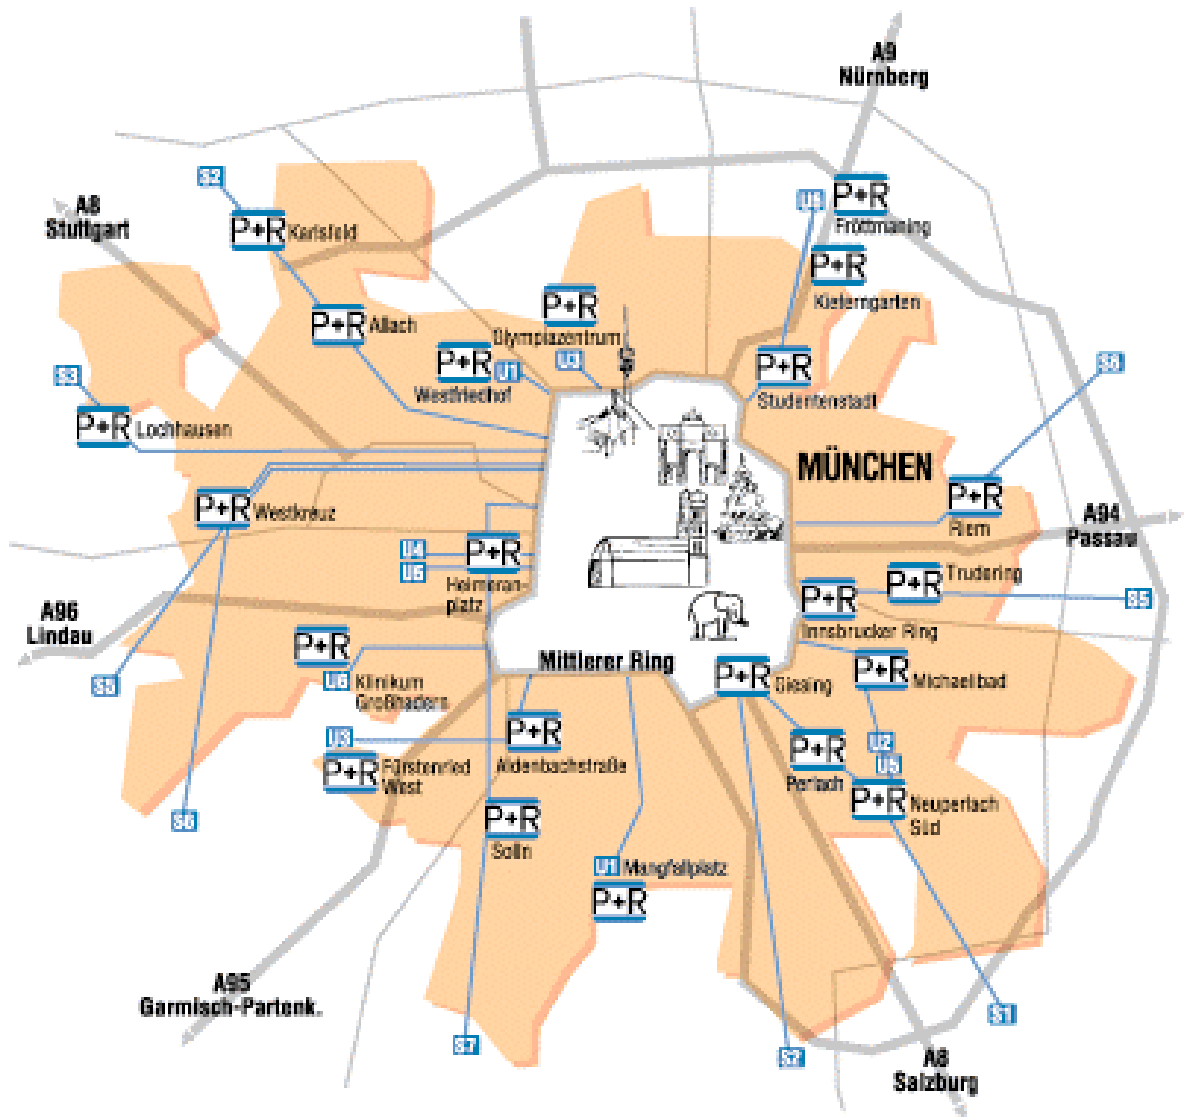 A9
Nürnberg
S2
A8
Stuttgart
P+R
Karlsfeld
U6
P+R
Fröttmaning
P+R
Kieferngarten
P+R
Allach
P+R
Olympiazentrum
U3
P+R
U1
Westfriedhof
P+R
Studentenstadt
S6
S3
P+R
Lochhausen
MÜNCHEN
P+R
Riem
P+R
Westkreuz
A94
Passau
U4
U5
P+R
Heimeran-
platz
P+R
Trudering
S5
P+R
Innsbrucker Ring
A96
Lindau
P+R
U6
Klinikum
Großhadern
S5
Mittlerer Ring
P+R
Giesing
P+R
Michaelibad
U3
P+R
Aidenbachstraße
P+R
Fürstenried
West
U2
U5
P+R
Perlach
P+R
Neuperlach
Süd
S6
P+R
Solln
U1
Mangfallplatz
P+R
A95
Garmisch-Partenk.
S7
S2
S1
A8
Salzburg